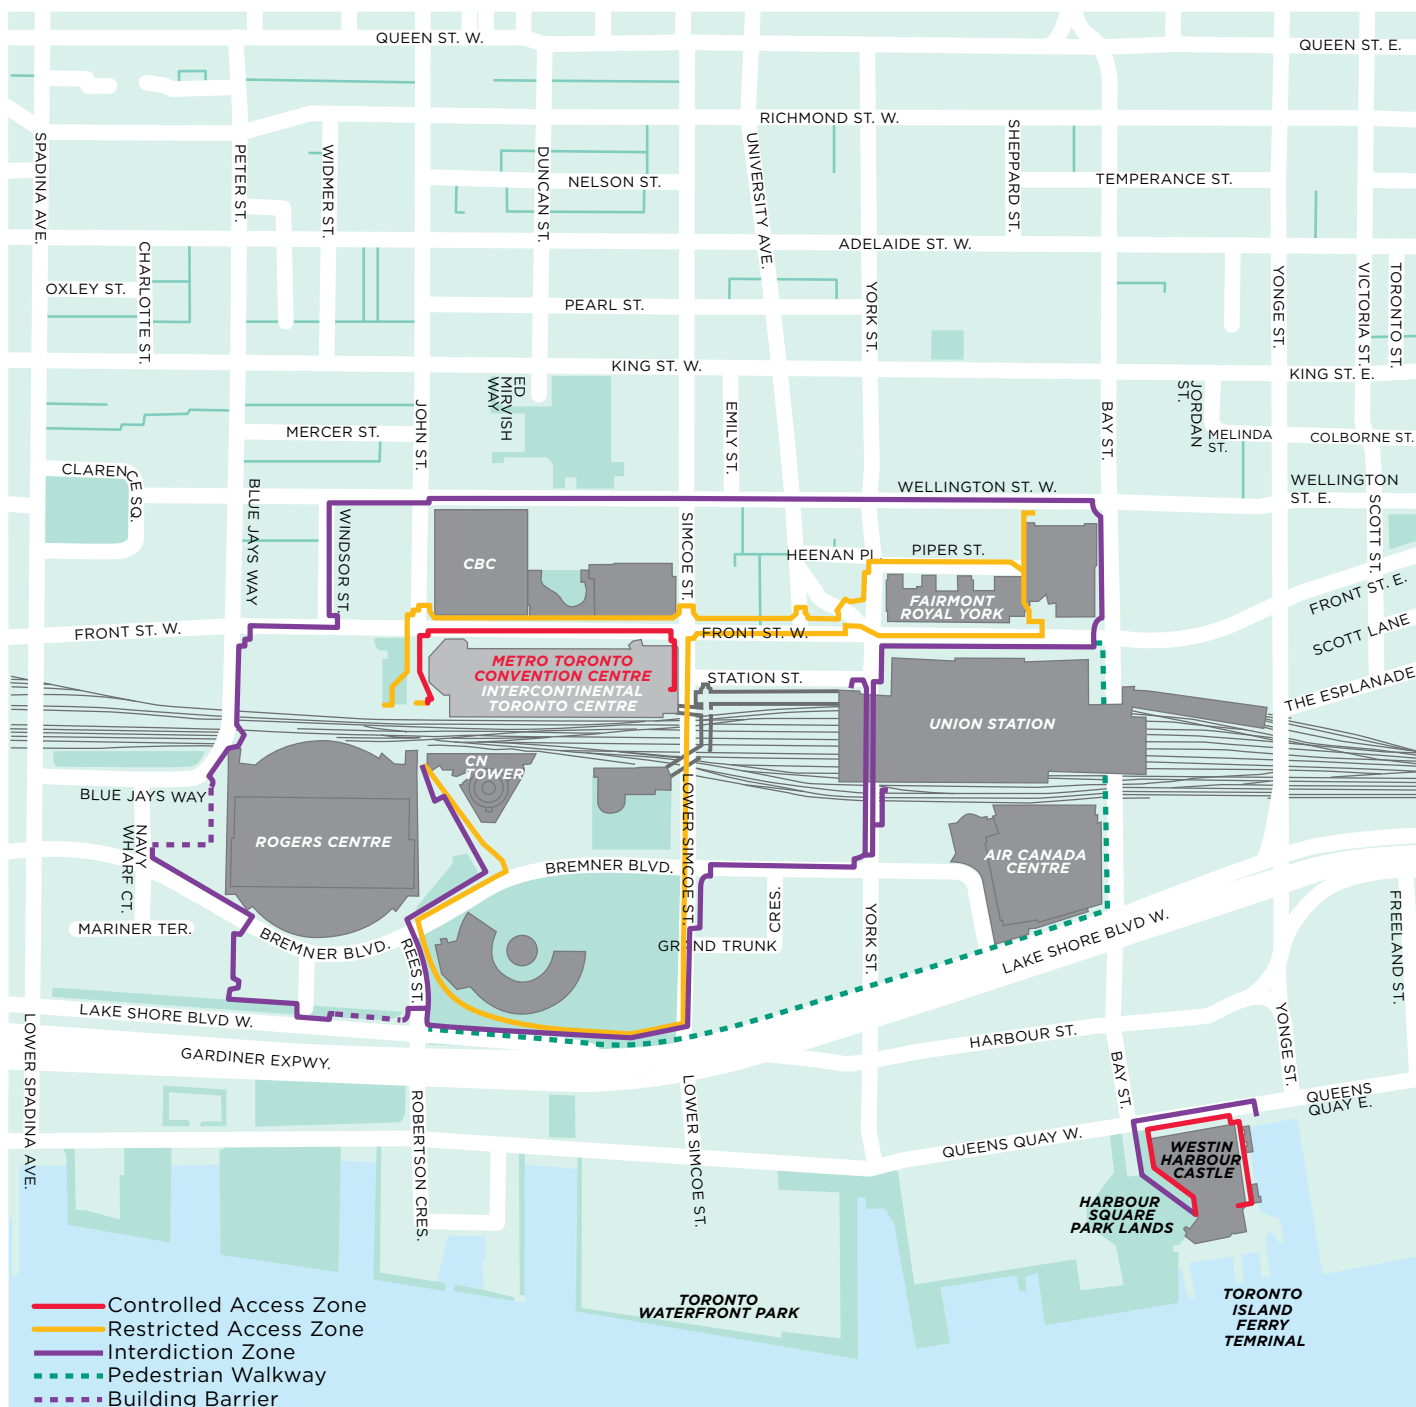 QUEEN ST. W.
QUEEN ST. E.
RICHMOND ST. W.
SPADINA AVE.
PETER ST.
WIDMER ST.
DUNCAN ST.
UNIVERSITY AVE.
SHEPPARD ST.
NELSON ST.
TEMPERANCE ST.
ADELAIDE ST. W.
CHARLOTTE ST.
OXLEY ST.
PEARL ST.
YORK ST.
YONGE ST.
VICTORIA ST.
TORONTO ST.
KING ST. W.
KING ST. E.
ED
MIRVISH
WAY
JORDAN
ST.
JOHN ST.
EMILY ST.
BAY ST.
MERCER ST.
MELINDA
ST.
COLBORNE ST.
CLARENCE SQ.
BLUE JAYS WAY
WINDSOR ST.
WELLINGTON ST. W.
WELLINGTON
ST. E.
SCOTT ST.
SIMCOE ST.
CBC
HEENAN PL.
PIPER ST.
FAIRMONT
ROYAL YORK
FRONT ST. E.
SCOTT LANE
THE ESPLANADE
FRONT ST. W.
FRONT ST. W.
METRO TORONTO
CONVENTION CENTRE
INTERCONTINENTAL
TORONTO CENTRE
STATION ST.
UNION STATION
CN
TOWER
BLUE JAYS WAY
NAVY
WHARF CT.
ROGERS CENTRE
LOWER SIMCOE ST.
BREMNER BLVD.
AIR CANADA
CENTRE
MARINER TER.
BREMNER BLVD.
REES ST.
GRAND TRUNK
CRES.
YORK ST.
LAKE SHORE BLVD W.
FREELAND ST.
LAKE SHORE BLVD W.
GARDINER EXPWY.
LOWER SPADINA AVE.
HARBOUR ST.
BAY ST.
YONGE ST.
ROBERTSON CRES.
LOWER SIMCOE ST.
QUEENS QUAY W.
QUEENS
QUAY E.
WESTIN
HARBOUR
CASTLE
HARBOUR
SQUARE
PARK LANDS
TORONTO
WATERFRONT PARK
TORONTO
ISLAND
FERRY
TEMRINAL
Controlled Access Zone
Restricted Access Zone
Interdiction Zone
Pedestrian Walkway
Building Barrier